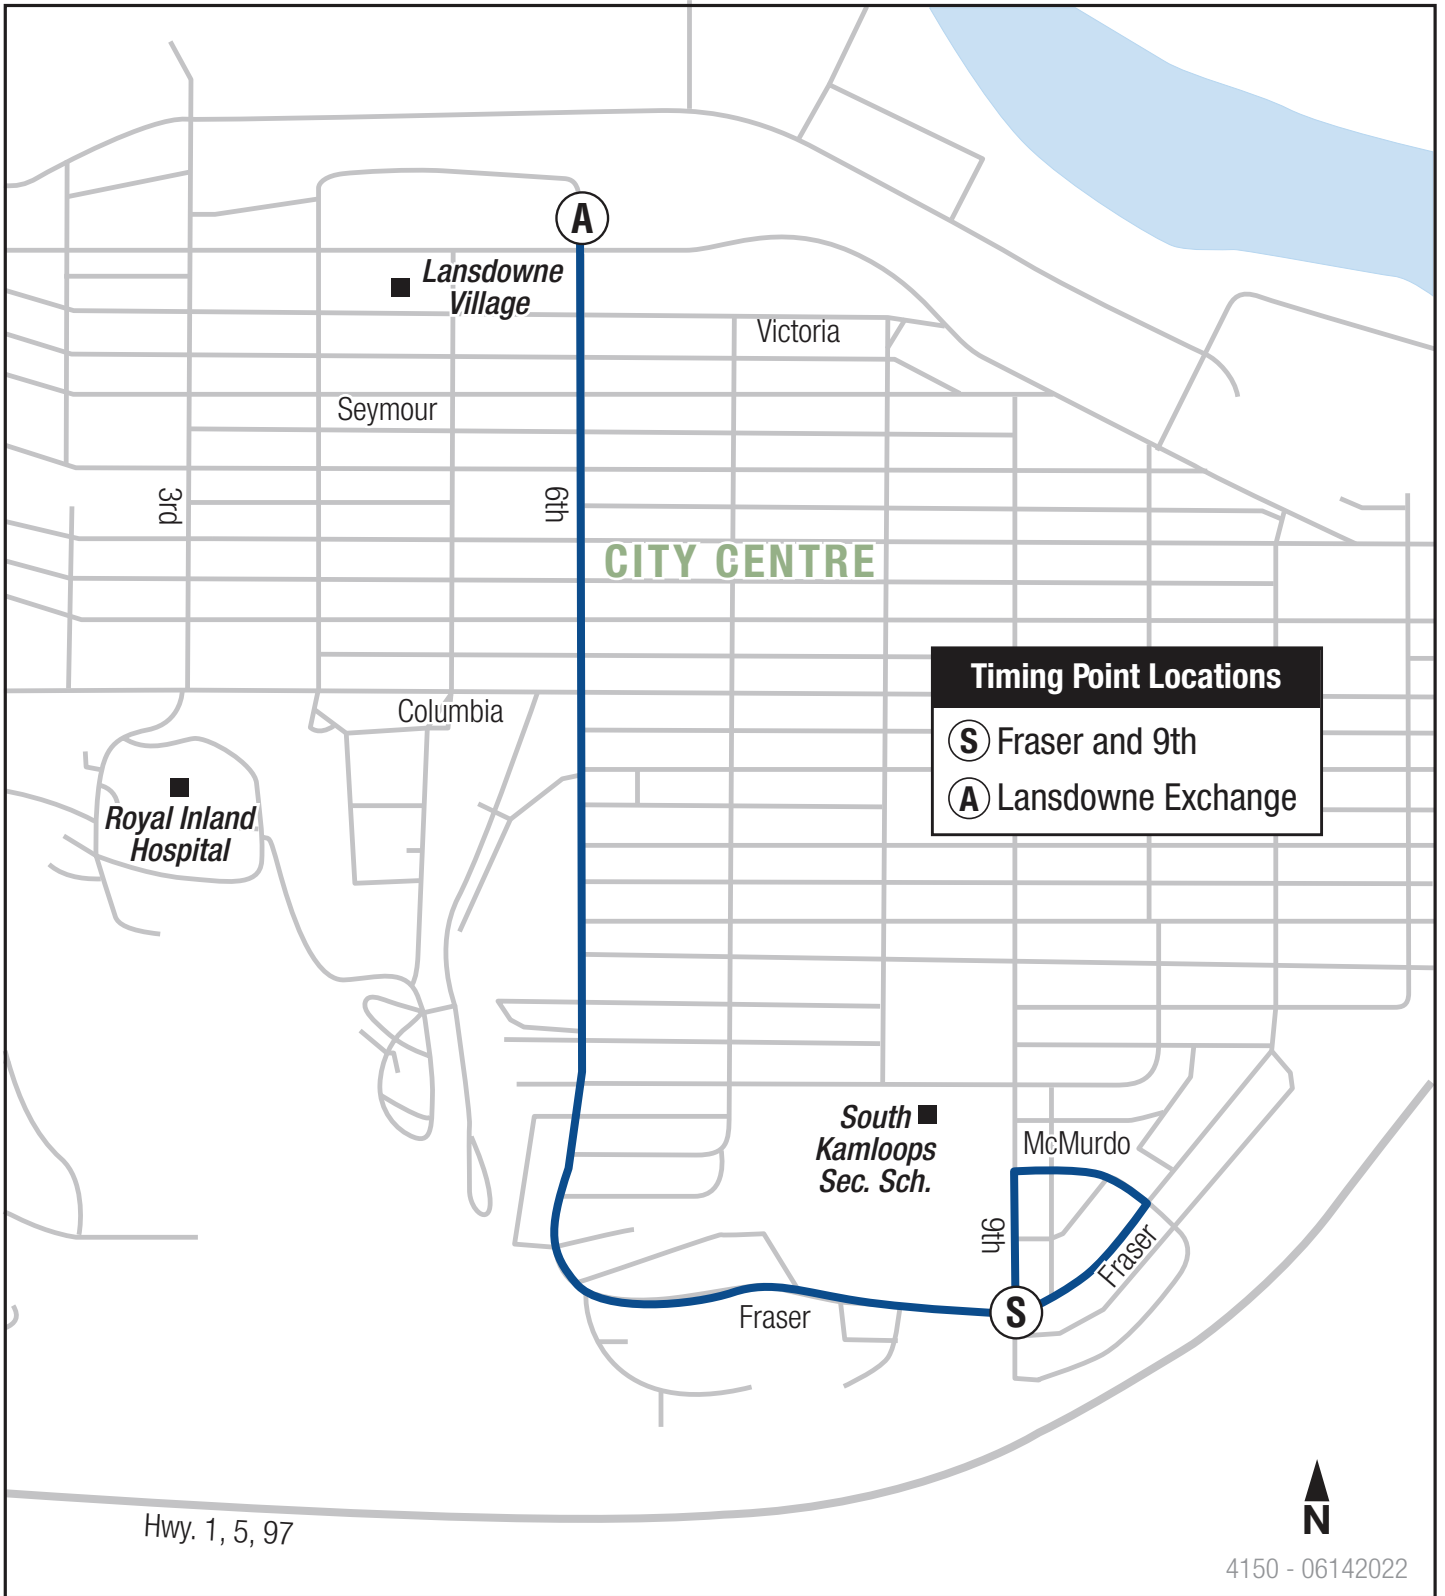 A
Lansdowne
Village
Victoria
Seymour
3rd
6th
CITY CENTRE
Timing Point Locations
S Fraser and 9th
A Lansdowne Exchange
Columbia
Royal Inland
Hospital
South
Kamloops
Sec. Sch.
McMurdo
9th
Fraser
S
Fraser
Hwy. 1, 5, 97
N
4150 - 06142022